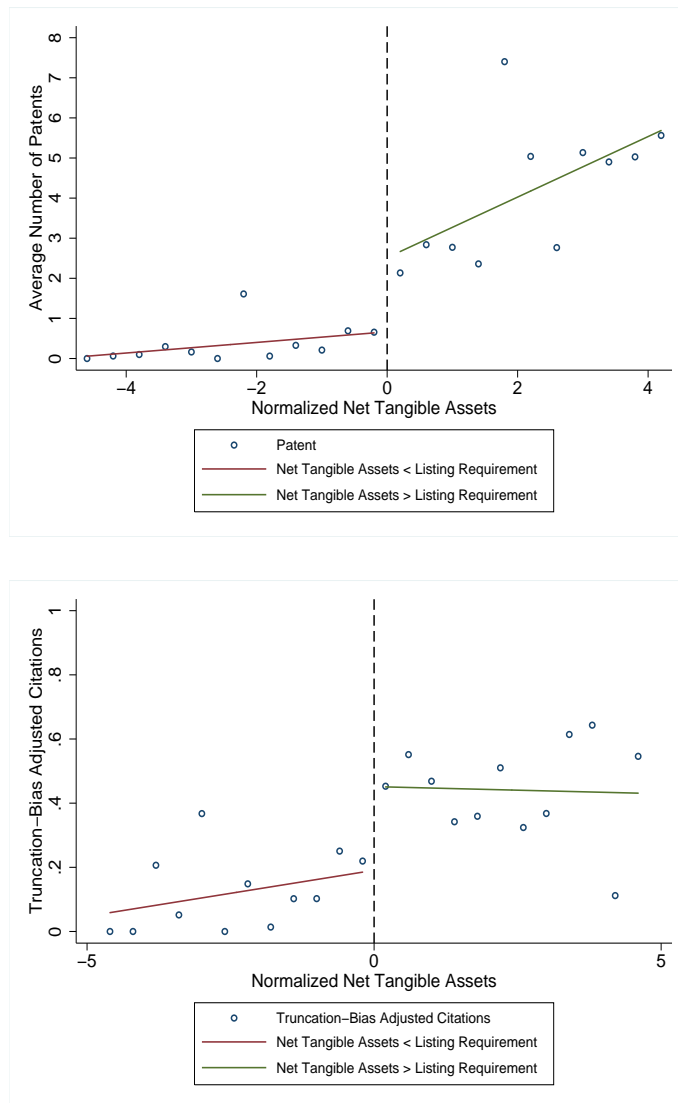 8
7
6
5
4
3
2
1
0
Average Number of Patents
−4 −2 0 2 4
Normalized Net Tangible Assets
Patent
Net Tangible Assets < Listing Requirement
Net Tangible Assets > Listing Requirement
1
.8
.6
.4
.2
0
Truncation−Bias Adjusted Citations
−5 0 5
Normalized Net Tangible Assets
Truncation−Bias Adjusted Citations
Net Tangible Assets < Listing Requirement
Net Tangible Assets > Listing Requirement